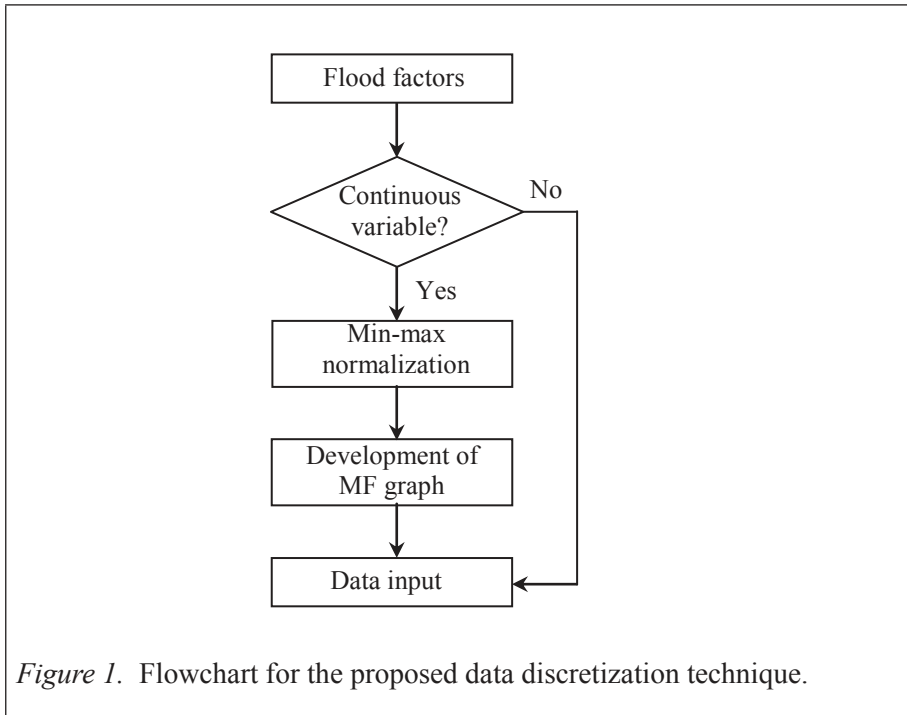 Flood factors
Continuous
variable?
No
Yes
Min-max
normalization
Development of
MF graph
Data input
Figure 1.  Flowchart for the proposed data discretization technique.